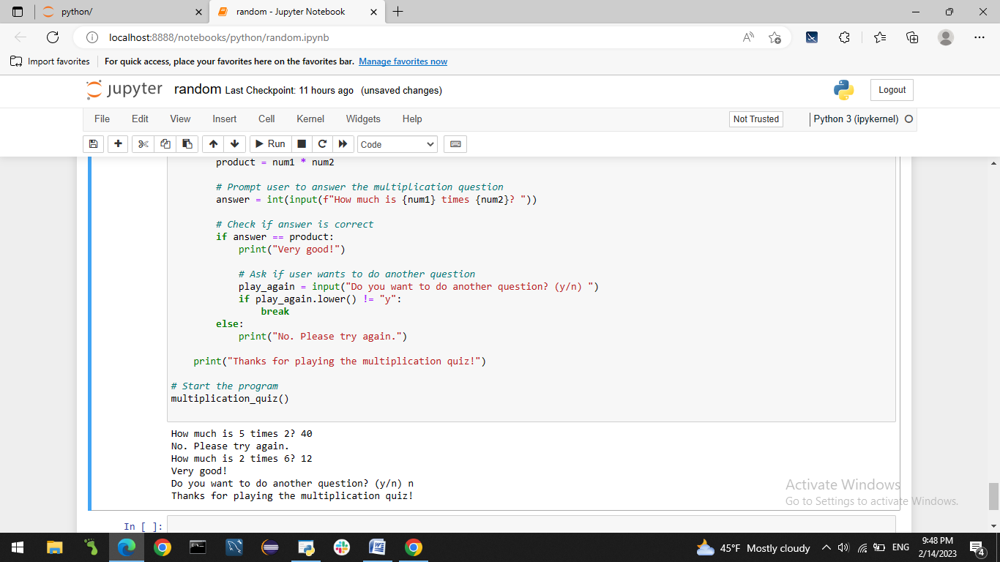 python/
random - Jupyter Notebook
localhost:8888/notebooks/python/random.ipynb
Import favorites
For quick access, place your favorites here on the favorites bar. Manage favorites now
jupyter random Last Checkpoint: 11 hours ago (unsaved changes)
Logout
File Edit View Insert Cell Kernel Widgets Help
Not Trusted
Python 3 (ipykernel)
Run
Code
product = num1 * num2
# Prompt user to answer the multiplication question
answer = int(input(f"How much is {num1} times {num2}? "))
# Check if answer is correct
if answer == product:
print("Very good!")
# Ask if user wants to do another question
play_again = input("Do you want to do another question? (y/n) ")
if play_again.lower() != "y":
break
else:
print("No. Please try again.")
print("Thanks for playing the multiplication quiz!")
# Start the program
multiplication_quiz()
How much is 5 times 2? 40
No. Please try again.
How much is 2 times 6? 12
Very good!
Do you want to do another question? (y/n) n
Thanks for playing the multiplication quiz!
In [ ]:
Activate Windows
Go to Settings to activate Windows.
45°F Mostly cloudy
ENG
9:48 PM
2/14/2023
4